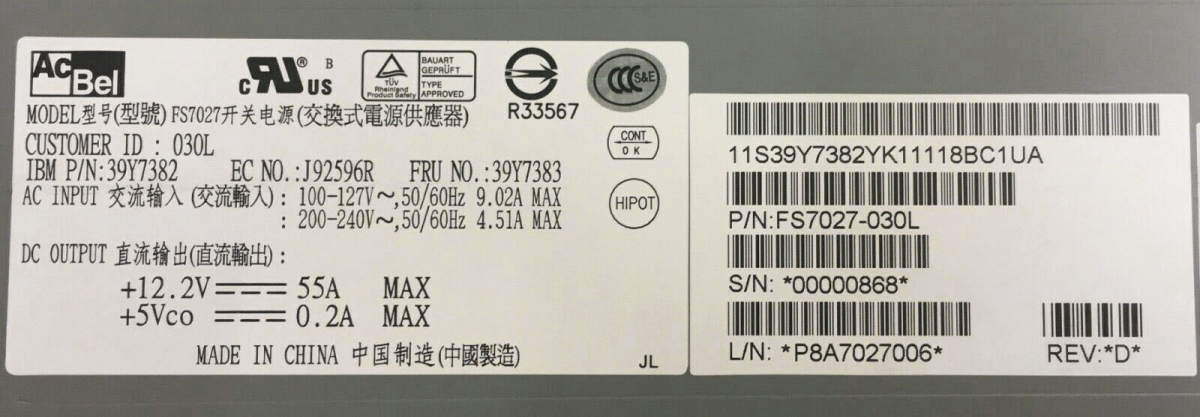 AcBel
c RU US ® B
TÜV Rheinland Product Safety
BAUART GEPRÜFT
TYPE APPROVED
R33567
CCC S&E
MODEL型号(型號) FS7027开关电源(交換式電源供應器)
CUSTOMER ID : 030L
CONT OK
IBM P/N:39Y7382 EC NO.:J92596R FRU NO.:39Y7383
AC INPUT 交流输入 (交流輸入) : 100-127V~,50/60Hz 9.02A MAX
: 200-240V~,50/60Hz 4.51A MAX
HIPOT
DC OUTPUT 直流输出(直流輸出) :
+12.2V 55A MAX
+5Vco 0.2A MAX
MADE IN CHINA 中国制造(中國製造)
JL
11S39Y7382YK11118BC1UA
P/N:FS7027-030L
S/N: *00000868*
L/N: *P8A7027006* REV:*D*